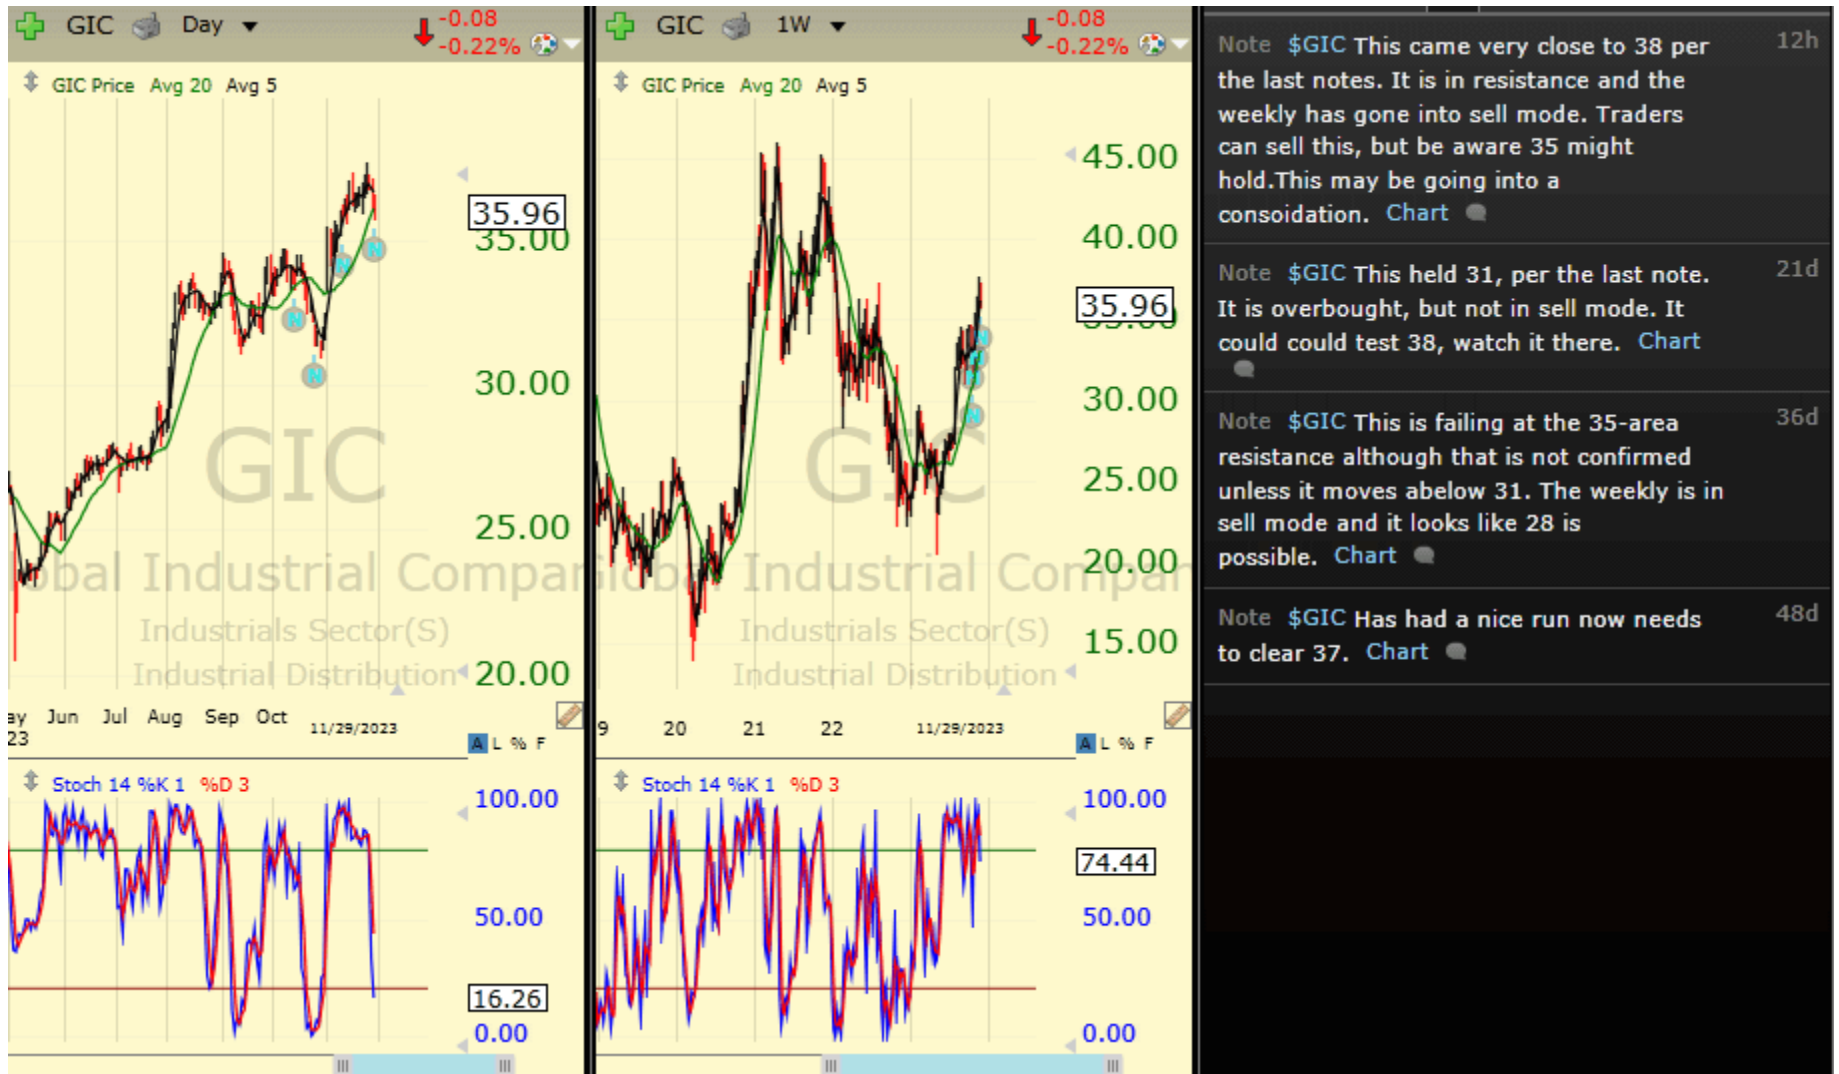 GIC Day
-0.08
-0.22%
GIC Price Avg 20 Avg 5
35.96
35.00
30.00
25.00
20.00
N
N
N
N
GIC
Global Industrial Company
Industrials Sector(S)
Industrial Distribution
ay Jun Jul Aug Sep Oct 11/29/2023
23
A L % F
Stoch 14 %K 1 %D 3
100.00
50.00
16.26
0.00
GIC 1W
-0.08
-0.22%
GIC Price Avg 20 Avg 5
45.00
40.00
35.96
35.00
30.00
25.00
20.00
15.00
N
N
N
N
GIC
Global Industrial Compan
Industrials Sector(S)
Industrial Distribution
9 20 21 22 11/29/2023
A L % F
Stoch 14 %K 1 %D 3
100.00
74.44
50.00
0.00
Note $GIC This came very close to 38 per 12h
the last notes. It is in resistance and the
weekly has gone into sell mode. Traders
can sell this, but be aware 35 might
hold.This may be going into a
consoidation. Chart
Note $GIC This held 31, per the last note. 21d
It is overbought, but not in sell mode. It
could could test 38, watch it there. Chart
Note $GIC This is failing at the 35-area 36d
resistance although that is not confirmed
unless it moves abelow 31. The weekly is in
sell mode and it looks like 28 is
possible. Chart
Note $GIC Has had a nice run now needs 48d
to clear 37. Chart